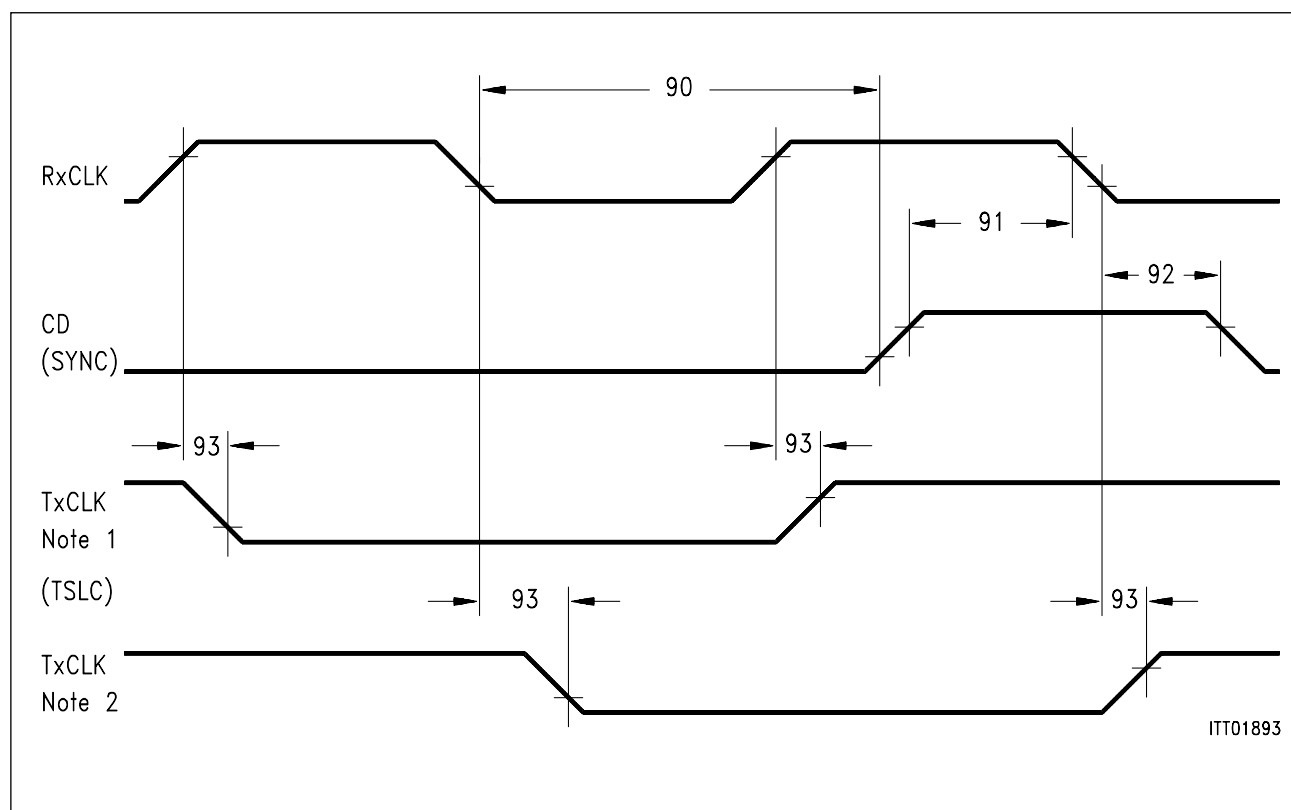 90
RxCLK
91
92
CD
(SYNC)
93 93
TxCLK
Note 1
(TSLC)
93 93
TxCLK
Note 2
ITT01893